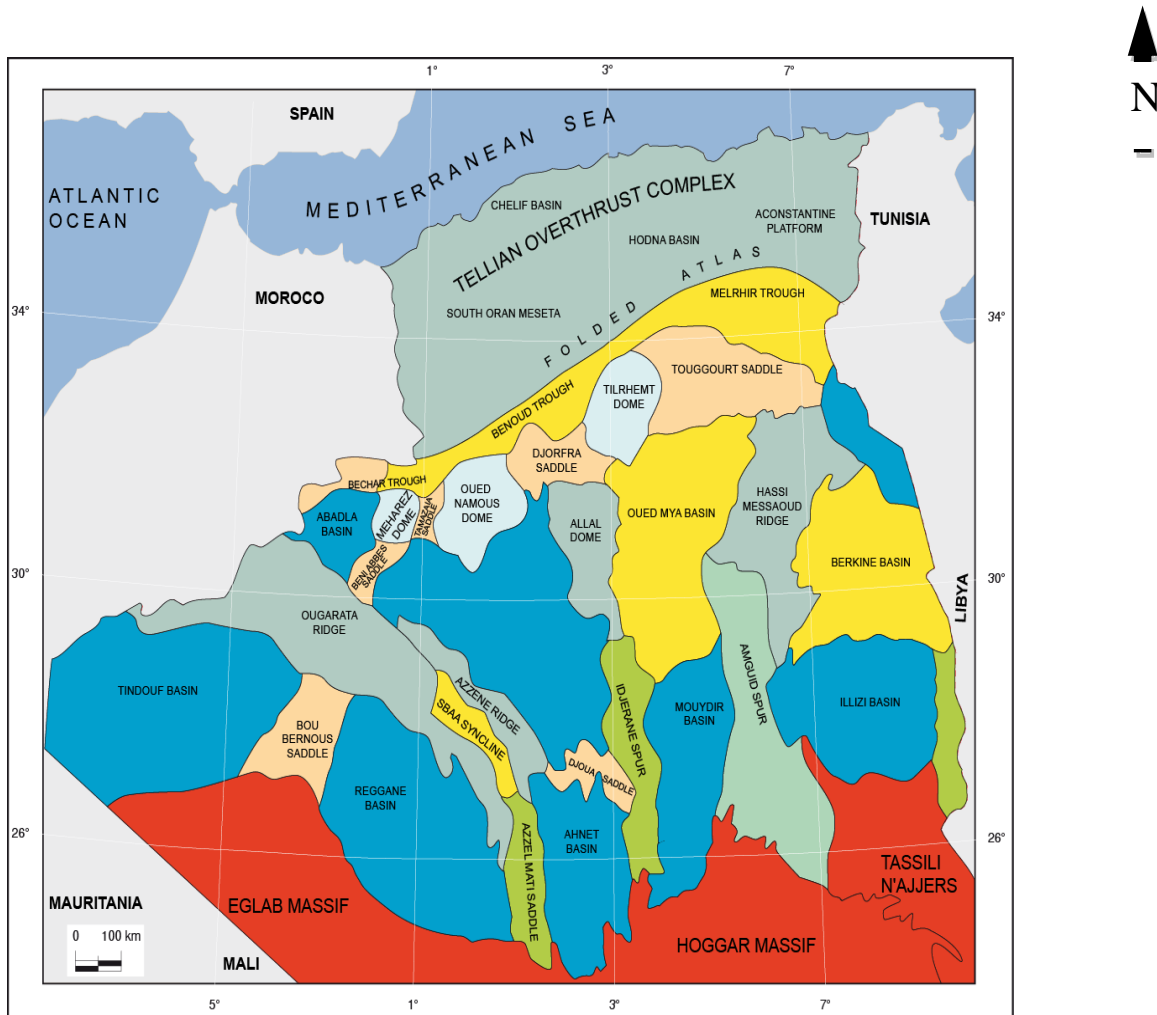 1°
3°
7°
N
SPAIN
MEDITERRANEAN SEA
ATLANTIC
OCEAN
TELLIAN OVERTHRUST COMPLEX
CHELIF BASIN
ACONSTANTINE
PLATFORM
TUNISIA
HODNA BASIN
FOLDED ATLAS
MOROCO
MELRHIR TROUGH
34°
34°
SOUTH ORAN MESETA
TOUGGOURT SADDLE
TILRHEMT
DOME
BENOUD TROUGH
DJORFRA
SADDLE
BECHAR TROUGH
OUED
NAMOUS
DOME
MEHAREZ
DOME
TAMAZAIA
SADDLE
HASSI
MESSAOUD
RIDGE
ABADLA
BASIN
ALLAL
DOME
OUED MYA BASIN
BENI ABBES
SADDLE
BERKINE BASIN
30°
30°
LIBYA
OUGARATA
RIDGE
TINDOUF BASIN
AZZENE RIDGE
SBAA SYNCLINE
IDJERANE SPUR
MOUYDIR
BASIN
AMGUID SPUR
ILLIZI BASIN
BOU
BERNOUS
SADDLE
DJOUA SADDLE
REGGANE
BASIN
AHNET
BASIN
AZZEL MATI SADDLE
26°
26°
TASSILI
N'AJJERS
MAURITANIA
EGLAB MASSIF
HOGGAR MASSIF
0 100 km
MALI
5°
1°
3°
7°